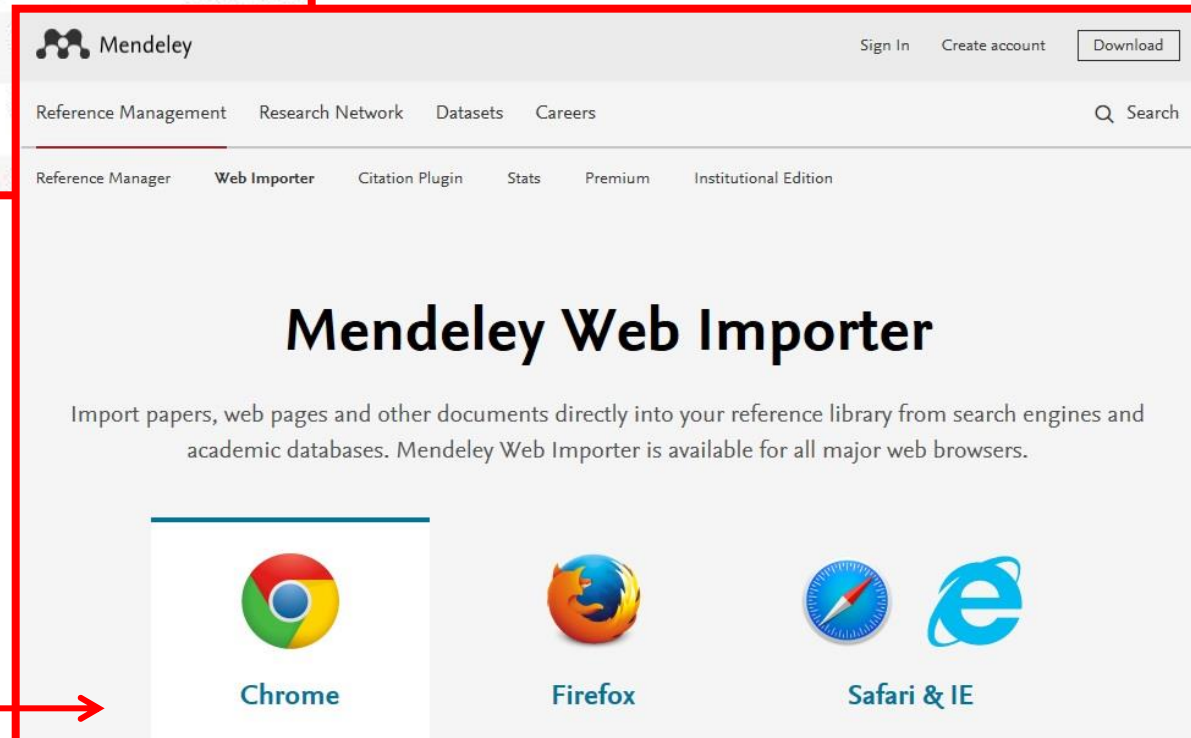 Mendeley
Sign In Create account Download
Reference Management Research Network Datasets Careers Search
Reference Manager Web Importer Citation Plugin Stats Premium Institutional Edition
Mendeley Web Importer
Import papers, web pages and other documents directly into your reference library from search engines and
academic databases. Mendeley Web Importer is available for all major web browsers.
Chrome Firefox Safari & IE